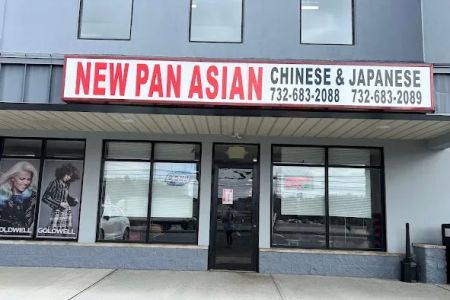 NEW PAN ASIAN
CHINESE & JAPANESE
732-683-2088 732-683-2089
GOLDWELL
GOLDWELL